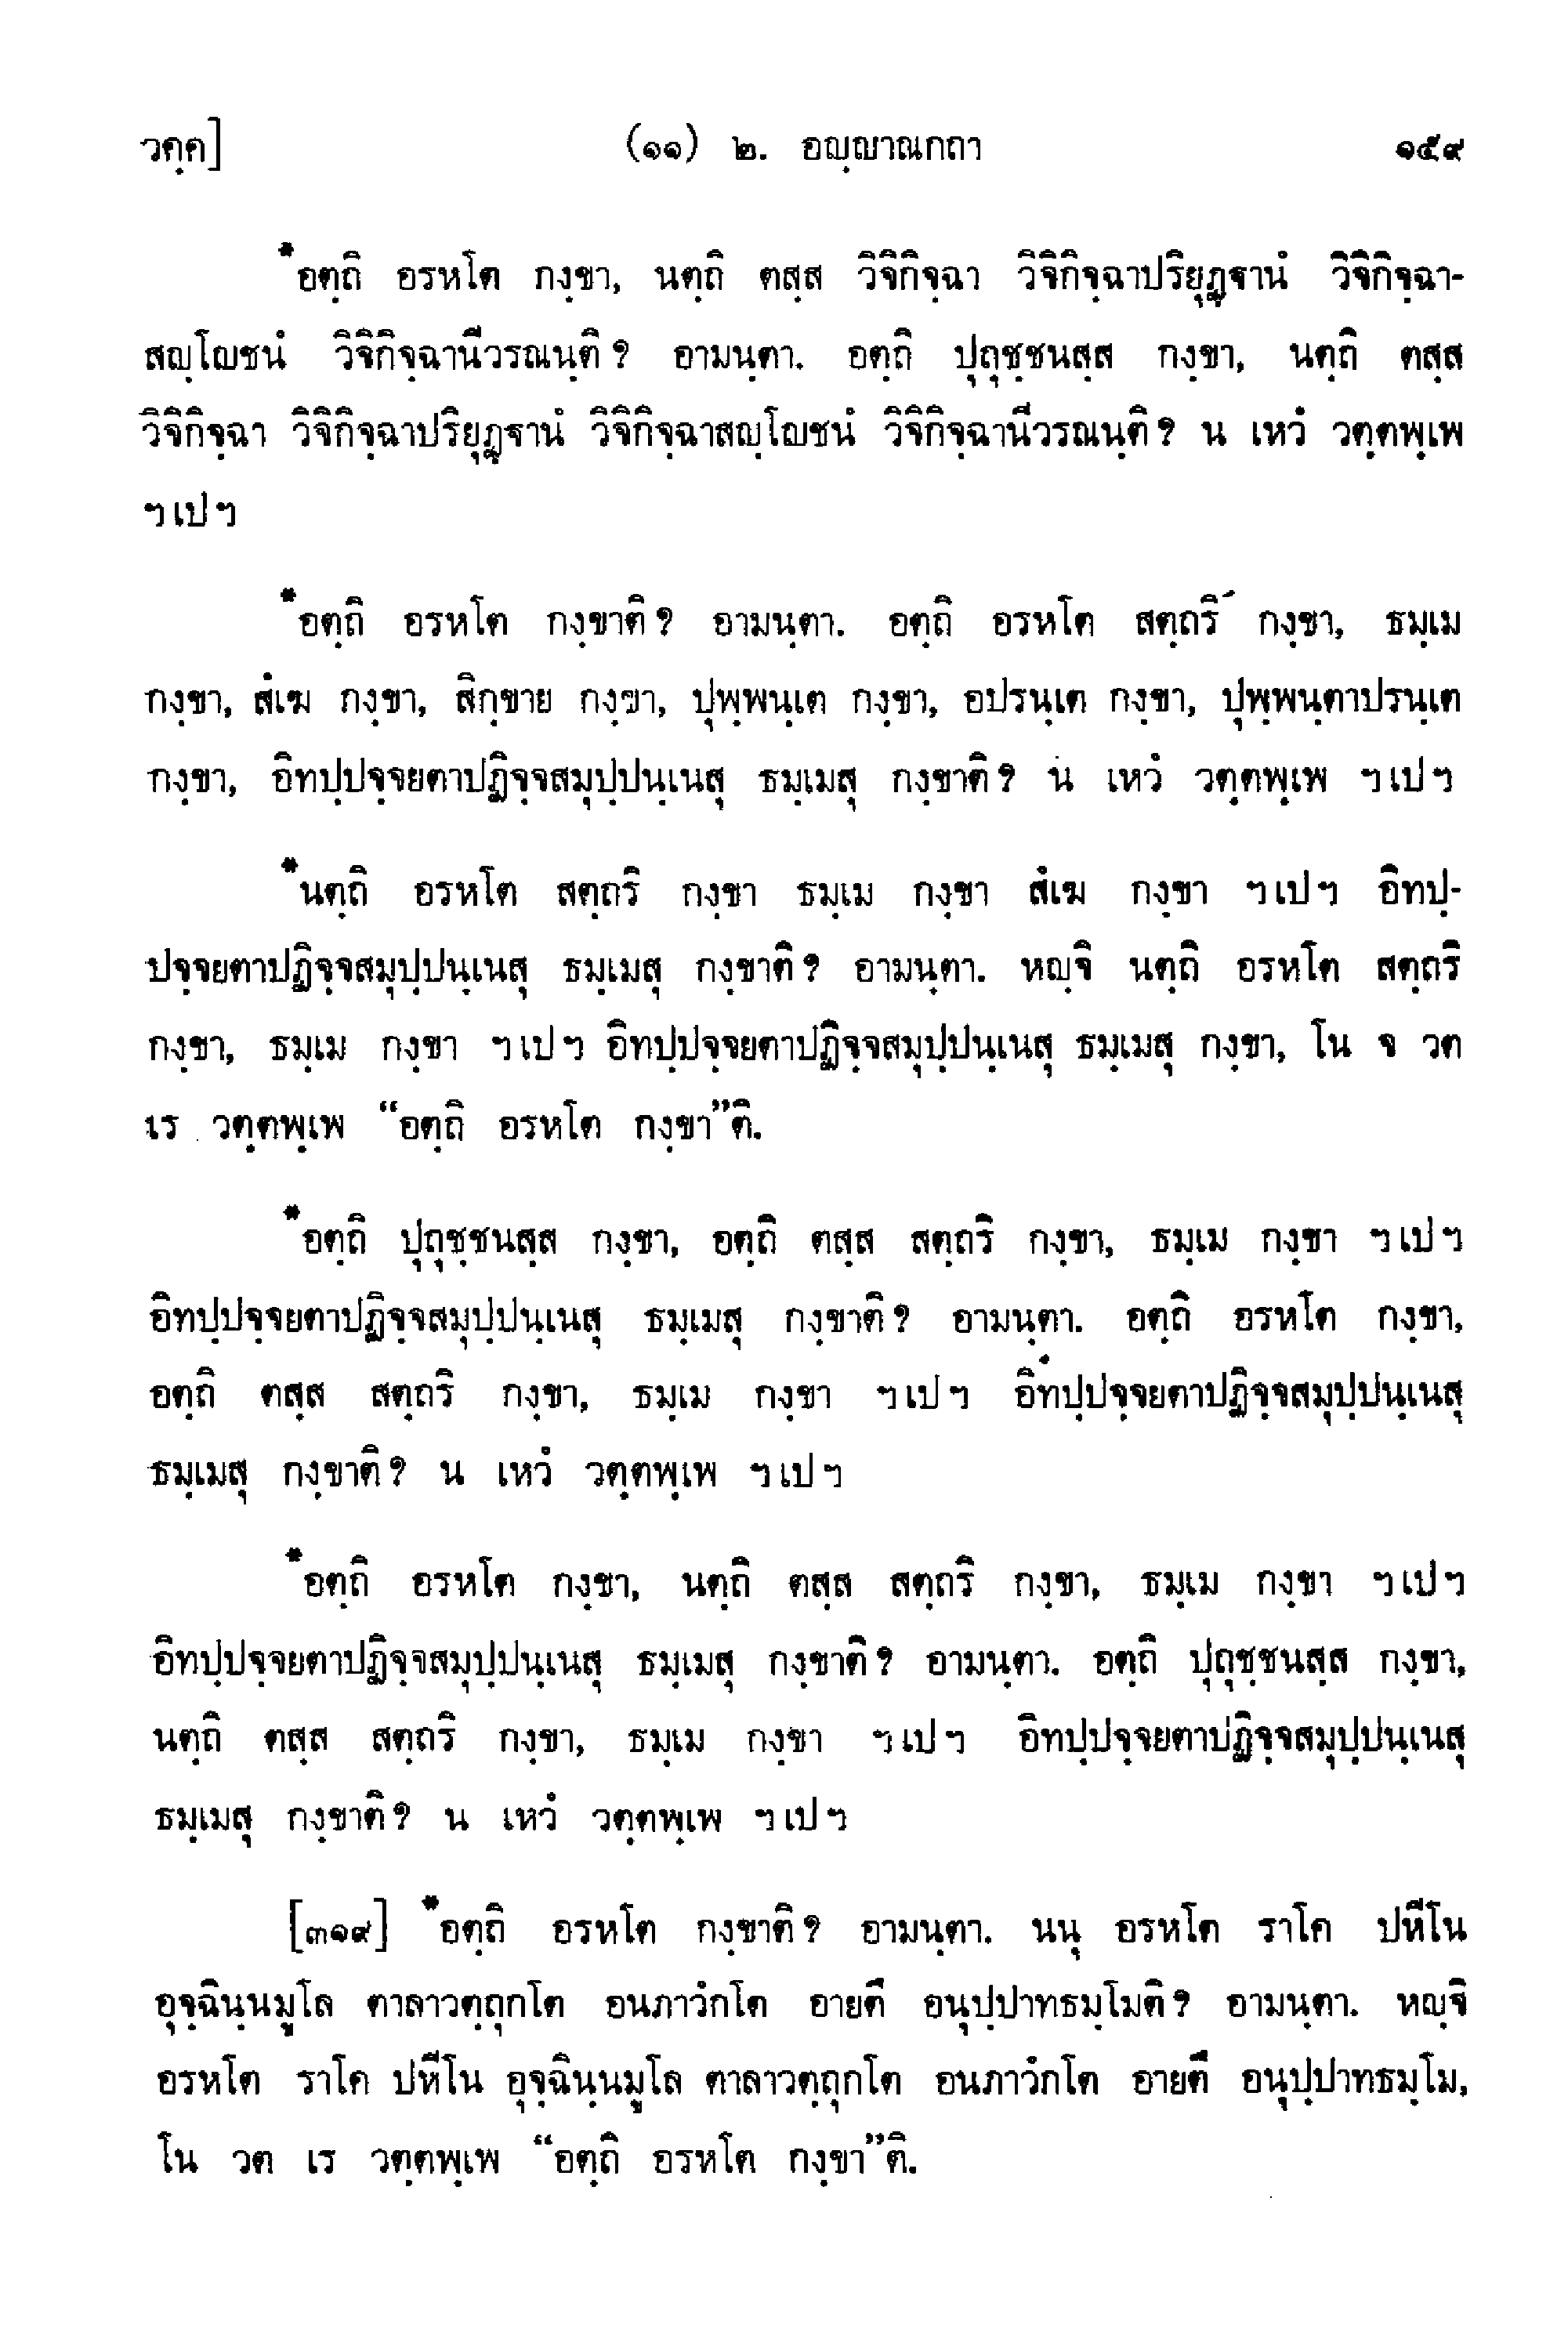 วคฺค] (๑๑) ๒. อญฺญาณกถา ๑๕๙
*อตฺถิ อรหโต กงฺขา, นตฺถิ ตสฺส วิจิกิจฺฉา วิจิกิจฺฉาปริยุฏฺฐานํ วิจิกิจฺฉา-
สญฺโญชนํ วิจิกิจฺฉานีวรณนฺติ ? อามนฺตา. อตฺถิ ปุถุชฺชนสฺส กงฺขา, นตฺถิ ตสฺส
วิจิกิจฺฉา วิจิกิจฺฉาปริยุฏฺฐานํ วิจิกิจฺฉาสญฺโญชนํ วิจิกิจฺฉานีวรณนฺติ ? น เหวํ วตฺตพฺเพ
ฯเปฯ
*อตฺถิ อรหโต กงฺขาติ ? อามนฺตา. อตฺถิ อรหโต สตฺถริ กงฺขา, ธมฺเม
กงฺขา, สํเฆ กงฺขา, สิกฺขาย กงฺขา, ปุพฺพนฺเต กงฺขา, อปรนฺเต กงฺขา, ปุพฺพนฺตาปรนฺเต
กงฺขา, อิทปฺปจฺจยตาปฏิจฺจสมุปฺปนฺเนสุ ธมฺเมสุ กงฺขาติ ? น เหวํ วตฺตพฺเพ ฯเปฯ
*นตฺถิ อรหโต สตฺถริ กงฺขา ธมฺเม กงฺขา สํเฆ กงฺขา ฯเปฯ อิทปฺ-
ปจฺจยตาปฏิจฺจสมุปฺปนฺเนสุ ธมฺเมสุ กงฺขาติ ? อามนฺตา. หญฺจิ นตฺถิ อรหโต สตฺถริ
กงฺขา, ธมฺเม กงฺขา ฯเปฯ อิทปฺปจฺจยตาปฏิจฺจสมุปฺปนฺเนสุ ธมฺเมสุ กงฺขา, โน จ วต
เร วตฺตพฺเพ “อตฺถิ อรหโต กงฺขา”ติ.
*อตฺถิ ปุถุชฺชนสฺส กงฺขา, อตฺถิ ตสฺส สตฺถริ กงฺขา, ธมฺเม กงฺขา ฯเปฯ
อิทปฺปจฺจยตาปฏิจฺจสมุปฺปนฺเนสุ ธมฺเมสุ กงฺขาติ ? อามนฺตา. อตฺถิ อรหโต กงฺขา,
อตฺถิ ตสฺส สตฺถริ กงฺขา, ธมฺเม กงฺขา ฯเปฯ อิทปฺปจฺจยตาปฏิจฺจสมุปฺปนฺเนสุ
ธมฺเมสุ กงฺขาติ ? น เหวํ วตฺตพฺเพ ฯเปฯ
*อตฺถิ อรหโต กงฺขา, นตฺถิ ตสฺส สตฺถริ กงฺขา, ธมฺเม กงฺขา ฯเปฯ
อิทปฺปจฺจยตาปฏิจฺจสมุปฺปนฺเนสุ ธมฺเมสุ กงฺขาติ ? อามนฺตา. อตฺถิ ปุถุชฺชนสฺส กงฺขา,
นตฺถิ ตสฺส สตฺถริ กงฺขา, ธมฺเม กงฺขา ฯเปฯ อิทปฺปจฺจยตาปฏิจฺจสมุปฺปนฺเนสุ
ธมฺเมสุ กงฺขาติ ? น เหวํ วตฺตพฺเพ ฯเปฯ
[๓๑๙] *อตฺถิ อรหโต กงฺขาติ ? อามนฺตา. นนุ อรหโต ราโค ปหีโน
อุจฺฉินฺนมูโล ตาลาวตฺถุกโต อนภาวํกโต อายตึ อนุปฺปาทธมฺโมติ ? อามนฺตา. หญฺจิ
อรหโต ราโค ปหีโน อุจฺฉินฺนมูโล ตาลาวตฺถุกโต อนภาวํกโต อายตึ อนุปฺปาทธมฺโม,
โน วต เร วตฺตพฺเพ “อตฺถิ อรหโต กงฺขา”ติ.